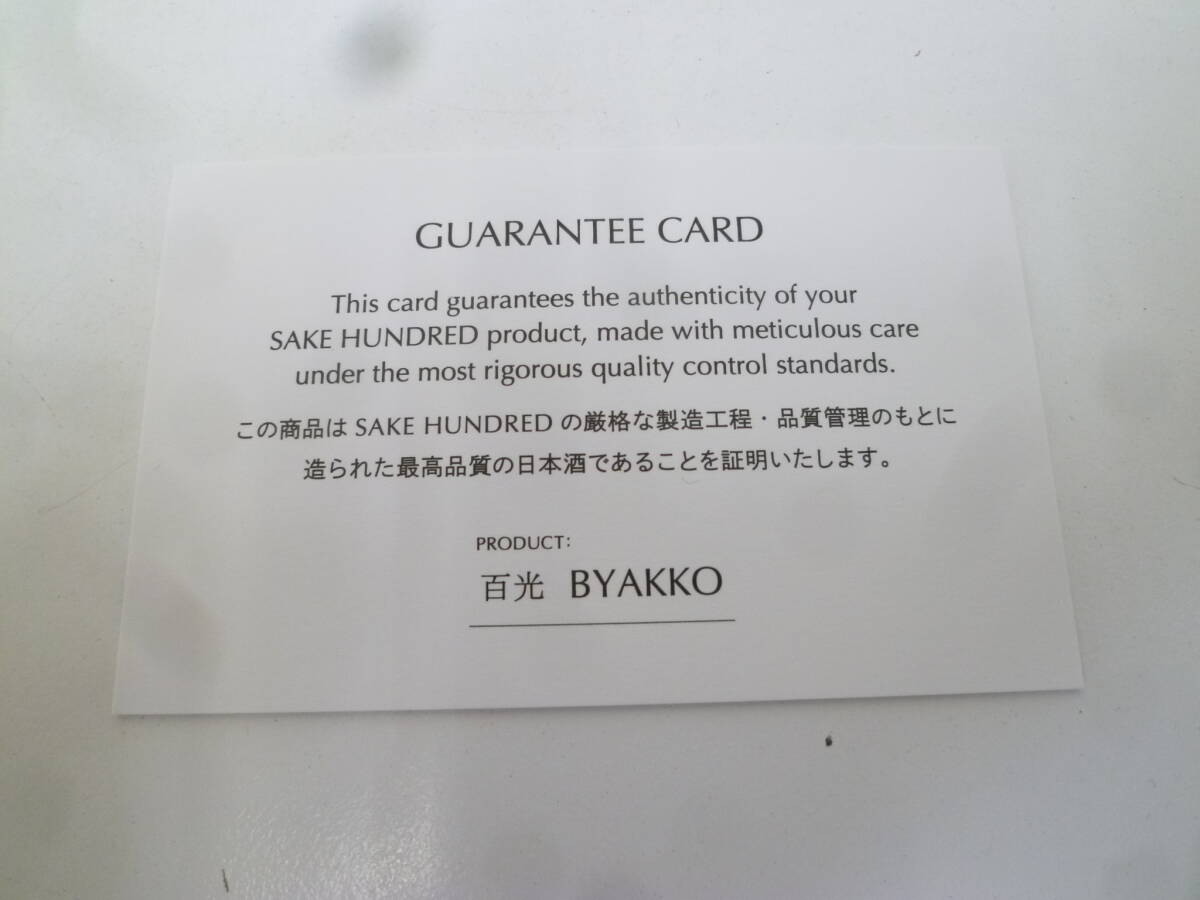 GUARANTEE CARD
This card guarantees the authenticity of your
SAKE HUNDRED product, made with meticulous care
under the most rigorous quality control standards.
この商品は SAKE HUNDRED の厳格な製造工程・品質管理のもとに
造られた最高品質の日本酒であることを証明いたします。
PRODUCT:
百光 BYAKKO